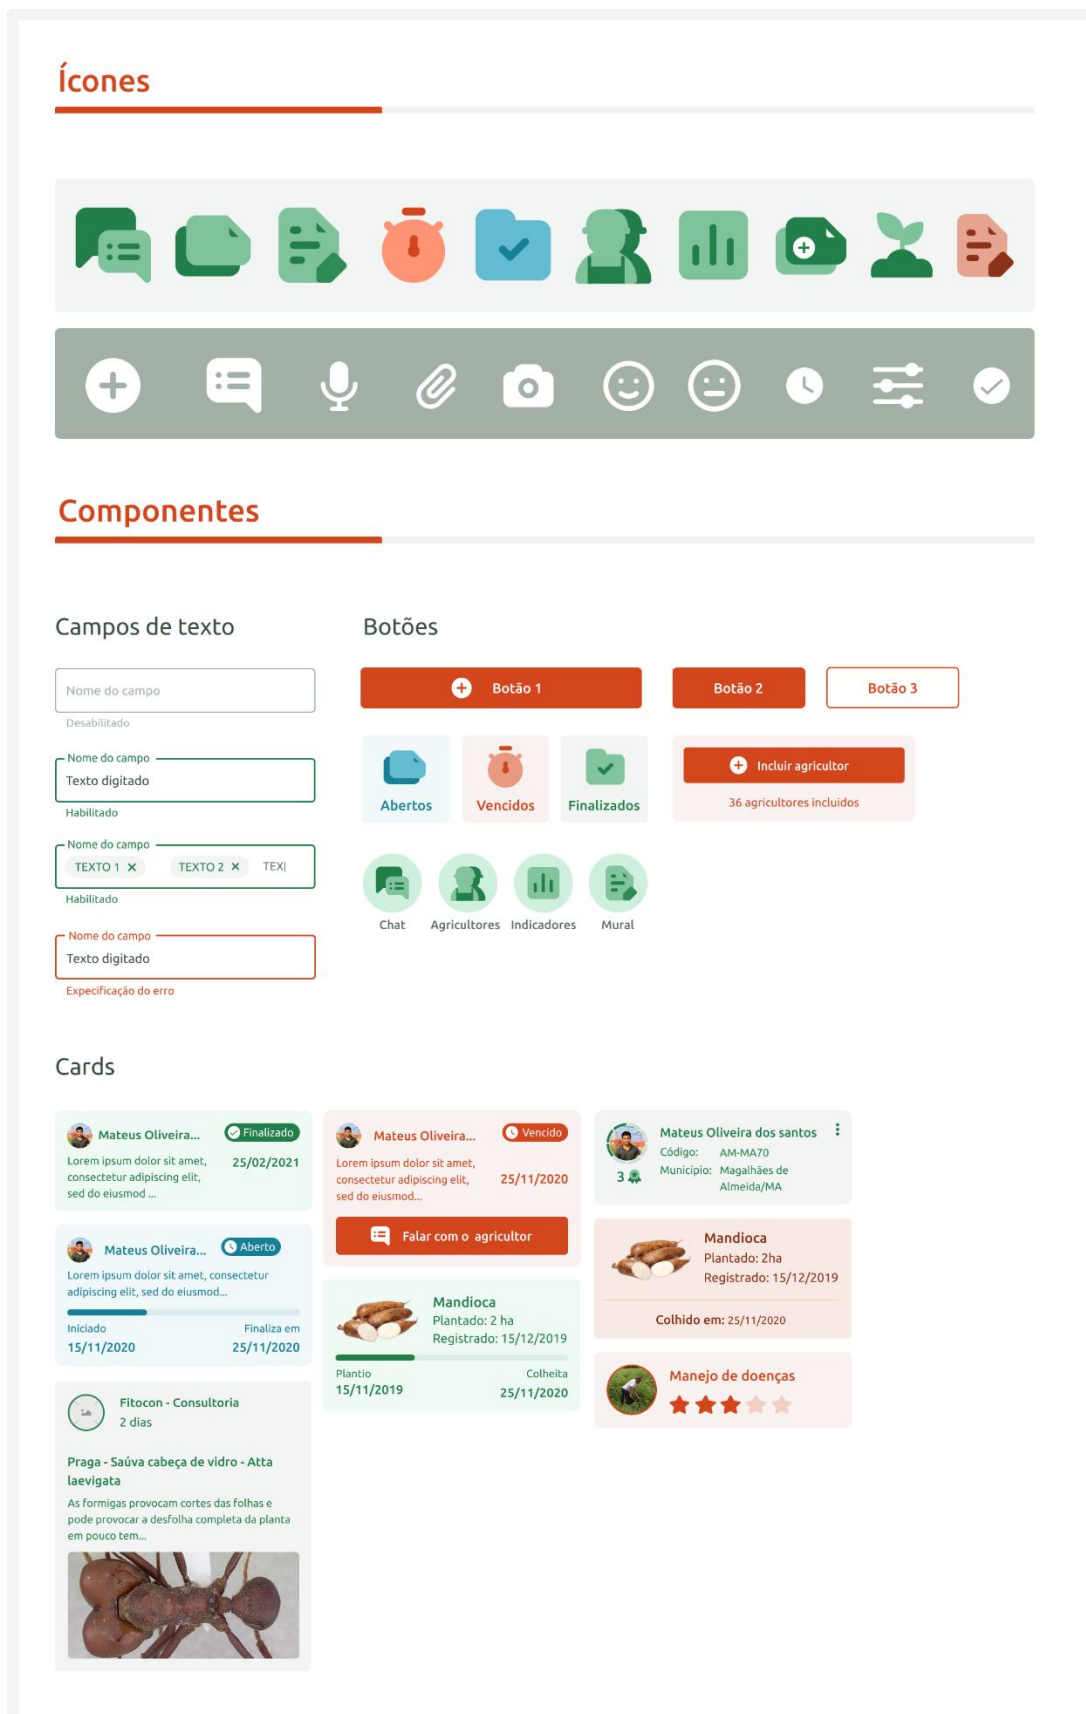 Ícones
Componentes
Campos de texto
Nome do campo
Desabilitado
Nome do campo
Texto digitado
Habilitado
Nome do campo
TEXTO 1 ×
TEXTO 2 ×
TEX|
Habilitado
Nome do campo
Texto digitado
Expecificação do erro
Botões
Botão 1
Botão 2
Botão 3
Abertos
Vencidos
Finalizados
Incluir agricultor
36 agricultores incluidos
Chat
Agricultores
Indicadores
Mural
Cards
Mateus Oliveira...
Finalizado
Lorem ipsum dolor sit amet,
consectetur adipiscing elit,
sed do eiusmod ...
25/02/2021
Mateus Oliveira...
Aberto
Lorem ipsum dolor sit amet, consectetur
adipiscing elit, sed do eiusmod...
Iniciado
Finaliza em
15/11/2020
25/11/2020
Fitocon - Consultoria
2 dias
Praga - Saúva cabeça de vidro - Atta
laevigata
As formigas provocam cortes das folhas e
pode provocar a desfolha completa da planta
em pouco tem...
Mateus Oliveira...
Vencido
Lorem ipsum dolor sit amet,
consectetur adipiscing elit,
sed do eiusmod...
25/11/2020
Falar com o agricultor
Mandioca
Plantado: 2 ha
Registrado: 15/12/2019
Plantio
Colheita
15/11/2019
25/11/2020
Mateus Oliveira dos santos
Código: AM-MA70
Municipio: Magalhães de
Almeida/MA
3
Mandioca
Plantado: 2ha
Registrado: 15/12/2019
Colhido em: 25/11/2020
Manejo de doenças